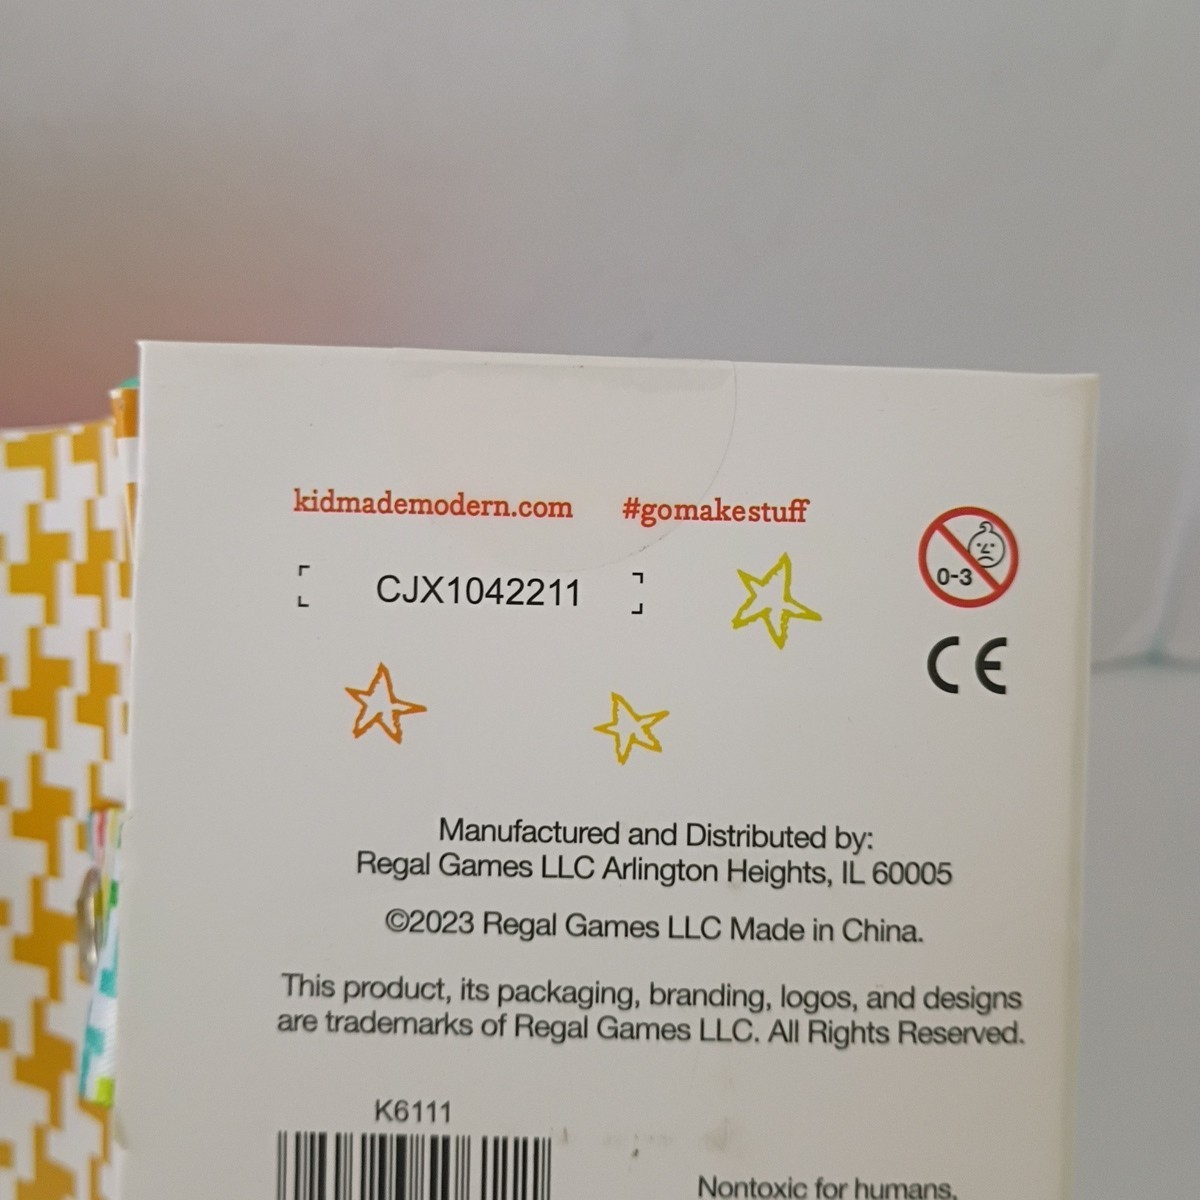 kidmademodern.com #gomakestuff
CJX1042211
0-3
CE
Manufactured and Distributed by:
Regal Games LLC Arlington Heights, IL 60005
©2023 Regal Games LLC Made in China.
This product, its packaging, branding, logos, and designs
are trademarks of Regal Games LLC. All Rights Reserved.
K6111
Nontoxic for humans.